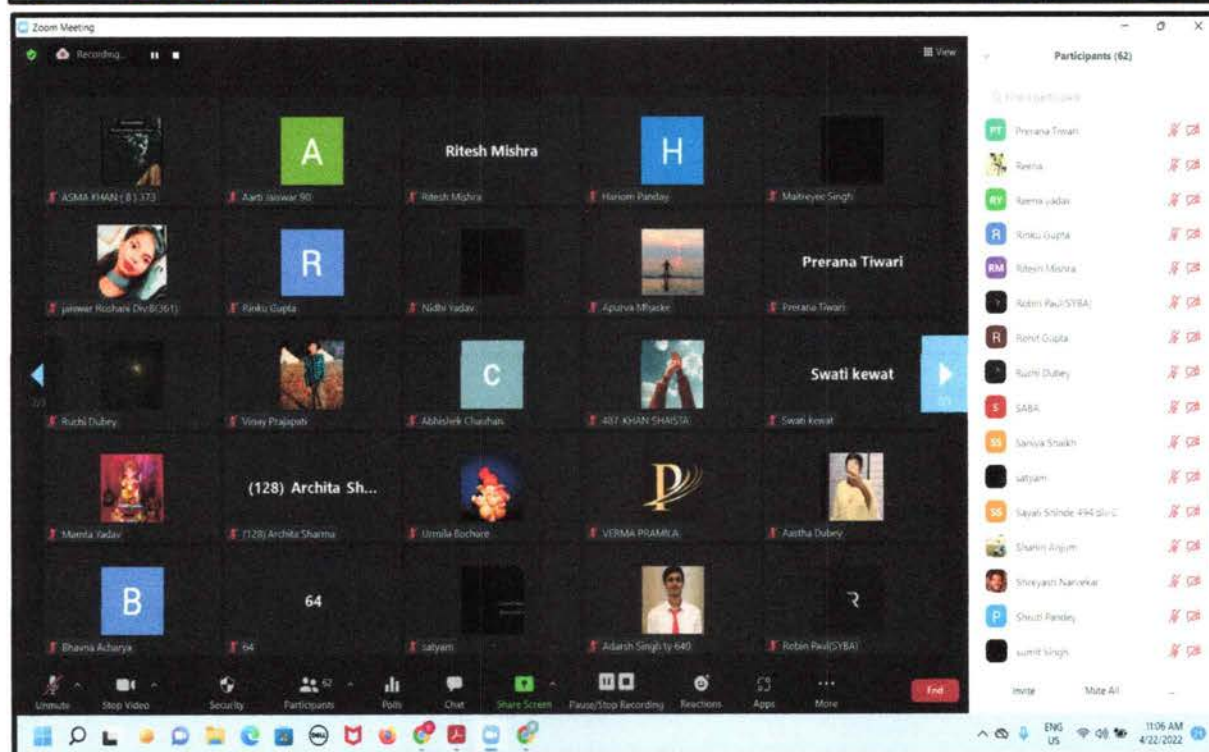 Zoom Meeting
Recording...
View
A
Ritesh Mishra
H
ASMA KHAN ( B ) 373
Aarti Jaiswar 90
Ritesh Mishra
Hariom Panday
Maitreyee Singh
R
Prerana Tiwari
jaiswar Roshani Div:B(361)
Rinku Gupta
Nidhi Yadav
Apurva Mhaske
Prerana Tiwari
C
Swati kewat
2/3
Ruchi Dubey
Vinay Prajapati
Abhishek Chauhan
487 KHAN SHAISTA
Swati kewat
(128) Archita Sh...
P
Mamta Yadav
(128) Archita Sharma
Urmila Bochare
VERMA PRAMILA
Aastha Dubey
B
64
Bhavna Acharya
64
satyam
Adarsh Singh ty 640
Robin Paul(SYBA)
Unmute
Stop Video
Security
62
Participants
Polls
Chat
Share Screen
Pause/Stop Recording
Reactions
Apps
More
End
Participants (62)
Find a participant
PT Prerana Tiwari
Reena
RY Reena yadav
R Rinku Gupta
RM Ritesh Mishra
Robin Paul(SYBA)
R Rohit Gupta
Ruchi Dubey
S SABA
SS Saniya Shaikh
satyam
SS Sayali Shinde 494
Shahin Anjum
Shreyash Narvekar
P Shruti Pandey
sumit singh
Invite
Mute All
...
DELL
ENG
US
11:06 AM
4/22/2022